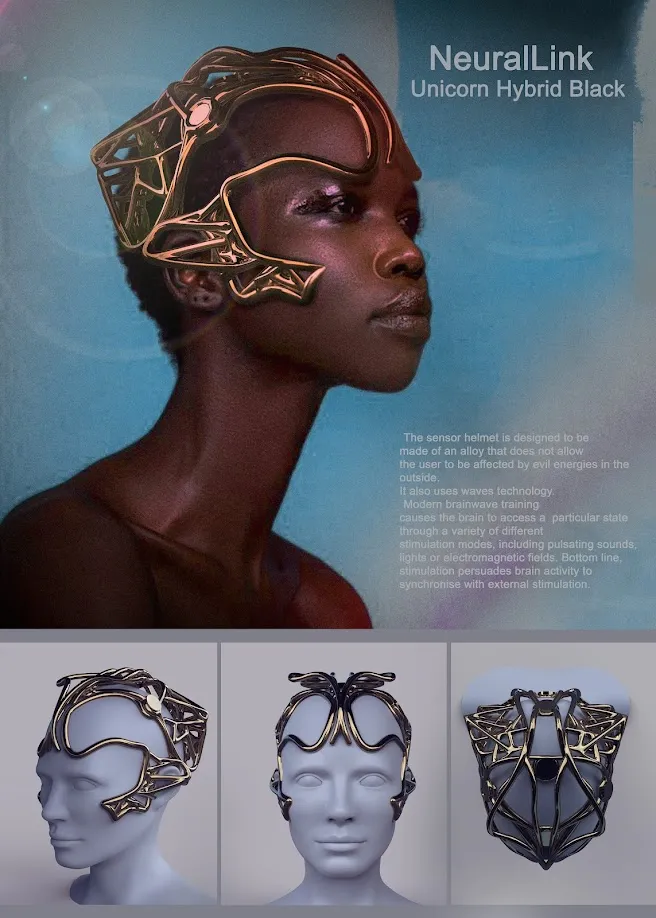 NeuralLink
Unicorn Hybrid Black
The sensor helmet is designed to be
made of an alloy that does not allow
the user to be affected by evil energies in the
outside.
It also uses waves technology
Modern brainwave training
causes the brain to access a particular state
through a variety of different
stimulation modes, including pulsating sounds,
lights or electromagnetic fields. Bottom line,
stimulation persuades brain activity to
synchronise with external stimulation.